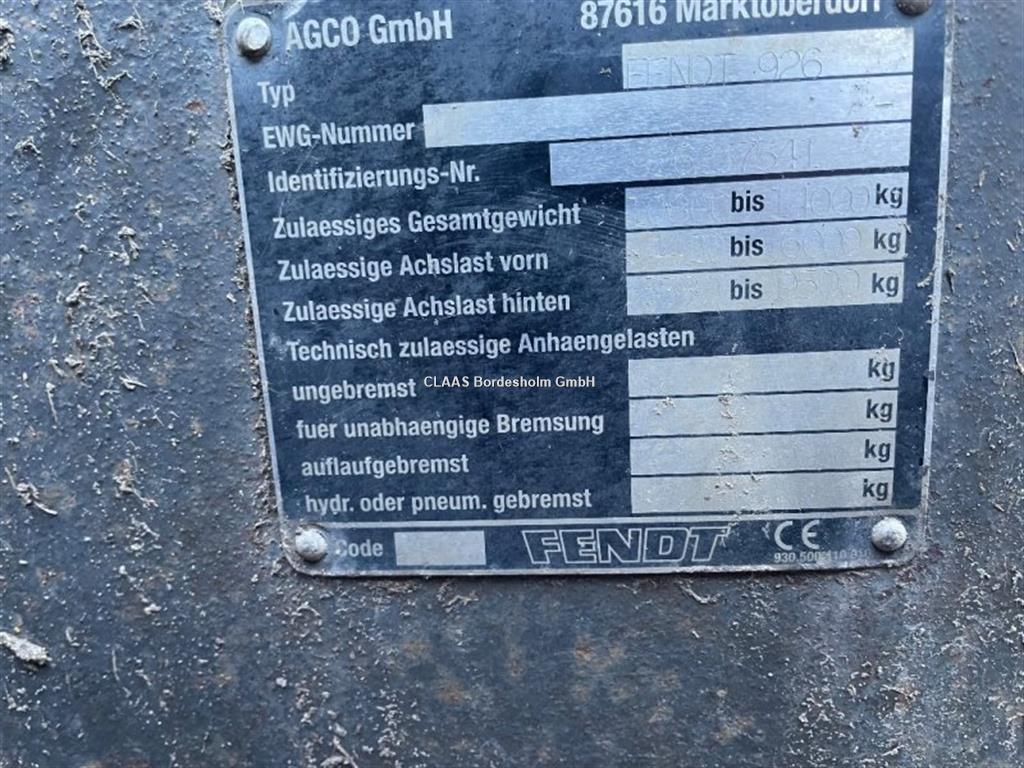 AGCO GmbH 87616 Marktoberdorf
Typ FENDT 926
EWG-Nummer
Identifizierungs-Nr.
Zulaessiges Gesamtgewicht bis 14000 kg
Zulaessige Achslast vorn bis kg
Zulaessige Achslast hinten bis kg
Technisch zulaessige Anhaengelasten
ungebremst kg
CLAAS Bordesholm GmbH
fuer unabhaengige Bremsung kg
auflaufgebremst kg
hydr. oder pneum. gebremst kg
Code FENDT CE